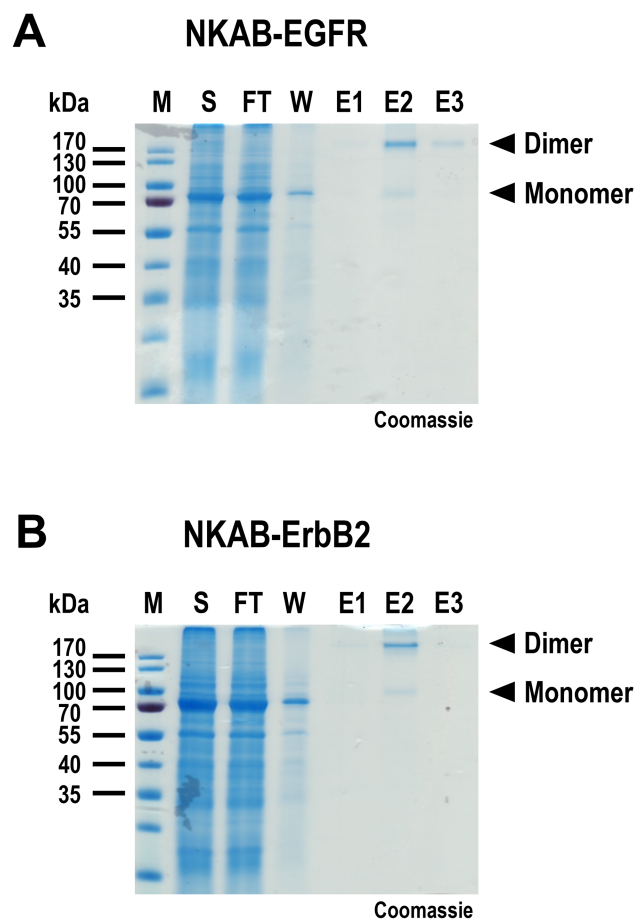 A NKAB-EGFR
kDa M S FT W E1 E2 E3
170
130
100
70
55
40
35
Dimer
Monomer
Coomassie
B NKAB-ErbB2
kDa M S FT W E1 E2 E3
170
130
100
70
55
40
35
Dimer
Monomer
Coomassie